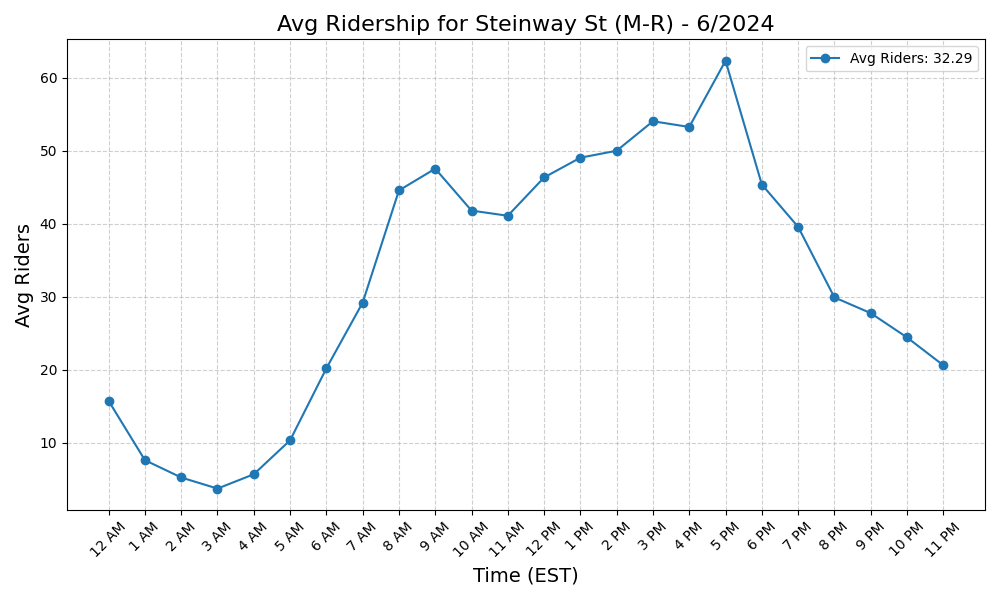 Avg Ridership for Steinway St (M-R) - 6/2024
Avg Riders: 32.29
Avg Riders
60
50
40
30
20
10
12 AM
1 AM
2 AM
3 AM
4 AM
5 AM
6 AM
7 AM
8 AM
9 AM
10 AM
11 AM
12 PM
1 PM
2 PM
3 PM
4 PM
5 PM
6 PM
7 PM
8 PM
9 PM
10 PM
11 PM
Time (EST)